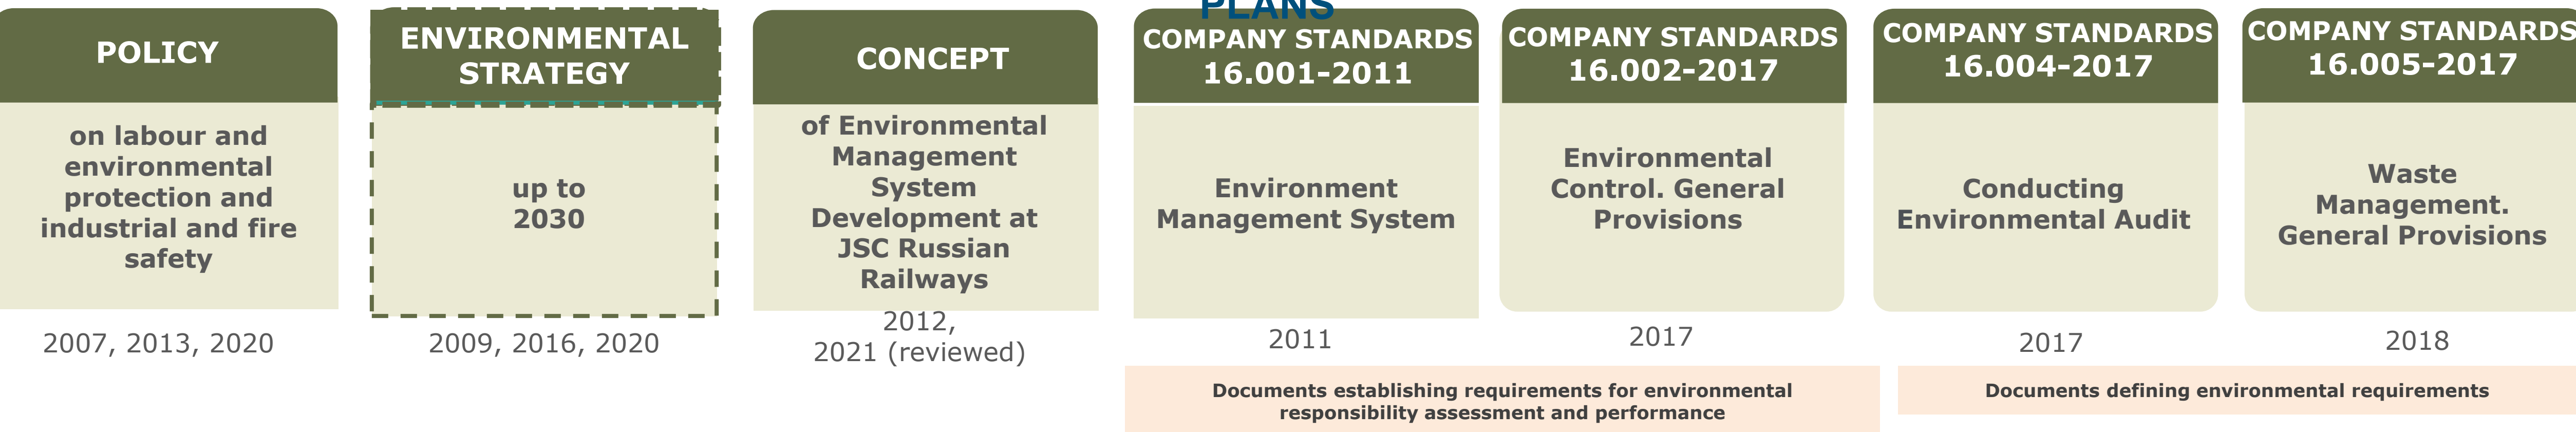 PLANS
POLICY
on labour and
environmental
protection and
industrial and fire
safety
2007, 2013, 2020
ENVIRONMENTAL
STRATEGY
up to
2030
2009, 2016, 2020
CONCEPT
of Environmental
Management
System
Development at
JSC Russian
Railways
2012,
2021 (reviewed)
COMPANY STANDARDS
16.001-2011
Environment
Management System
2011
COMPANY STANDARDS
16.002-2017
Environmental
Control. General
Provisions
2017
COMPANY STANDARDS
16.004-2017
Conducting
Environmental Audit
2017
COMPANY STANDARDS
16.005-2017
Waste
Management.
General Provisions
2018
Documents establishing requirements for environmental
responsibility assessment and performance
Documents defining environmental requirements